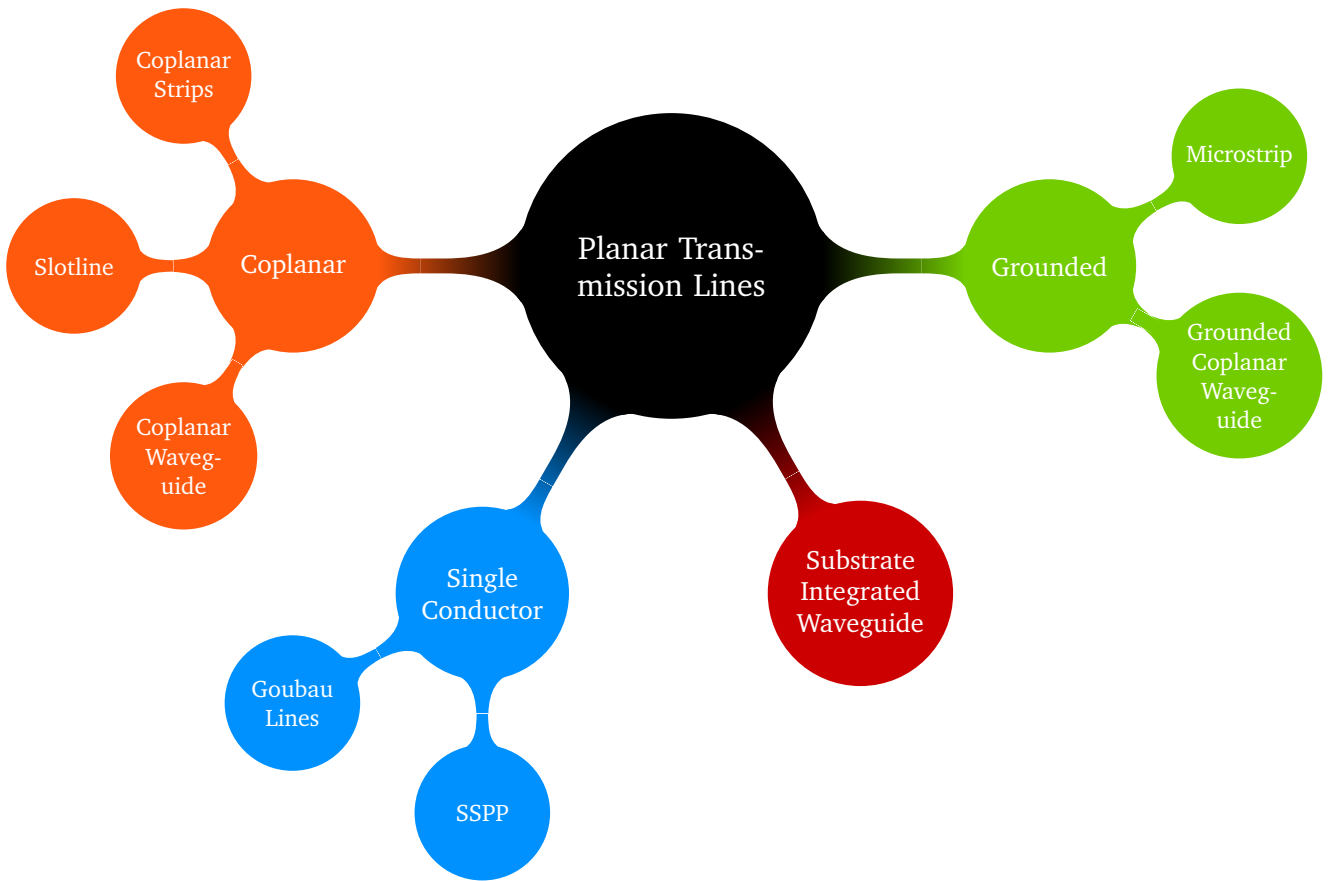 Planar Trans-
mission Lines
Coplanar
Coplanar
Strips
Slotline
Coplanar
Waveg-
uide
Single
Conductor
Goubau
Lines
SSPP
Substrate
Integrated
Waveguide
Grounded
Microstrip
Grounded
Coplanar
Waveg-
uide